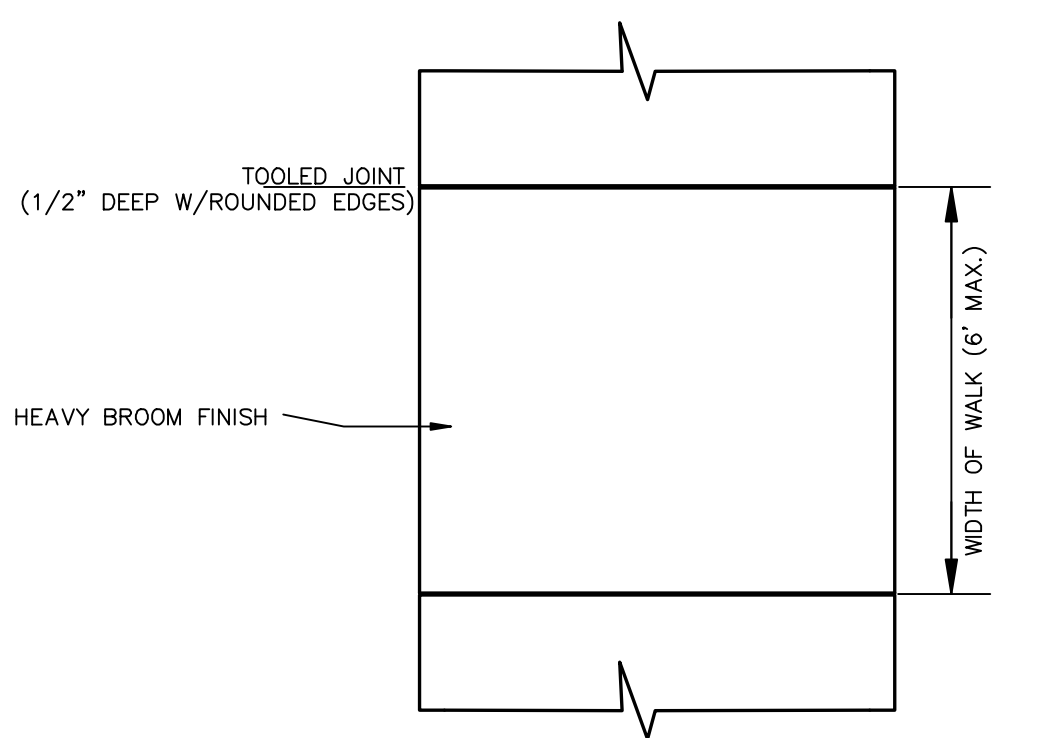 TOOLED JOINT
(1/2" DEEP W/ROUNDED EDGES)
WIDTH OF WALK (6' MAX.)
HEAVY BROOM FINISH